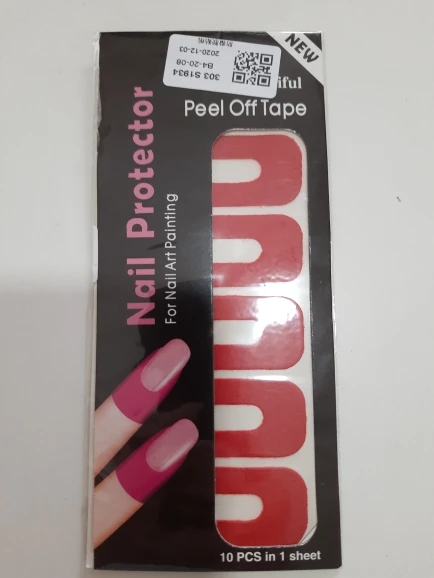 NEW
303 S1934
B4-20-08
2020-12-03
iful
Peel Off Tape
Nail Protector
For Nail Art Painting
10 PCS in 1 sheet